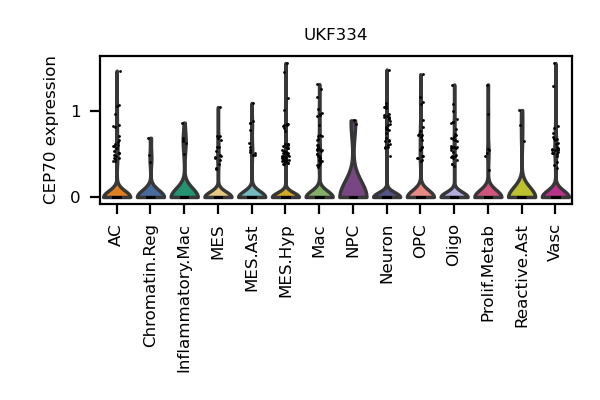 UKF334
CEP70 expression
1
0
AC
Chromatin.Reg
Inflammatory.Mac
MES
MES.Ast
MES.Hyp
Mac
NPC
Neuron
OPC
Oligo
Prolif.Metab
Reactive.Ast
Vasc